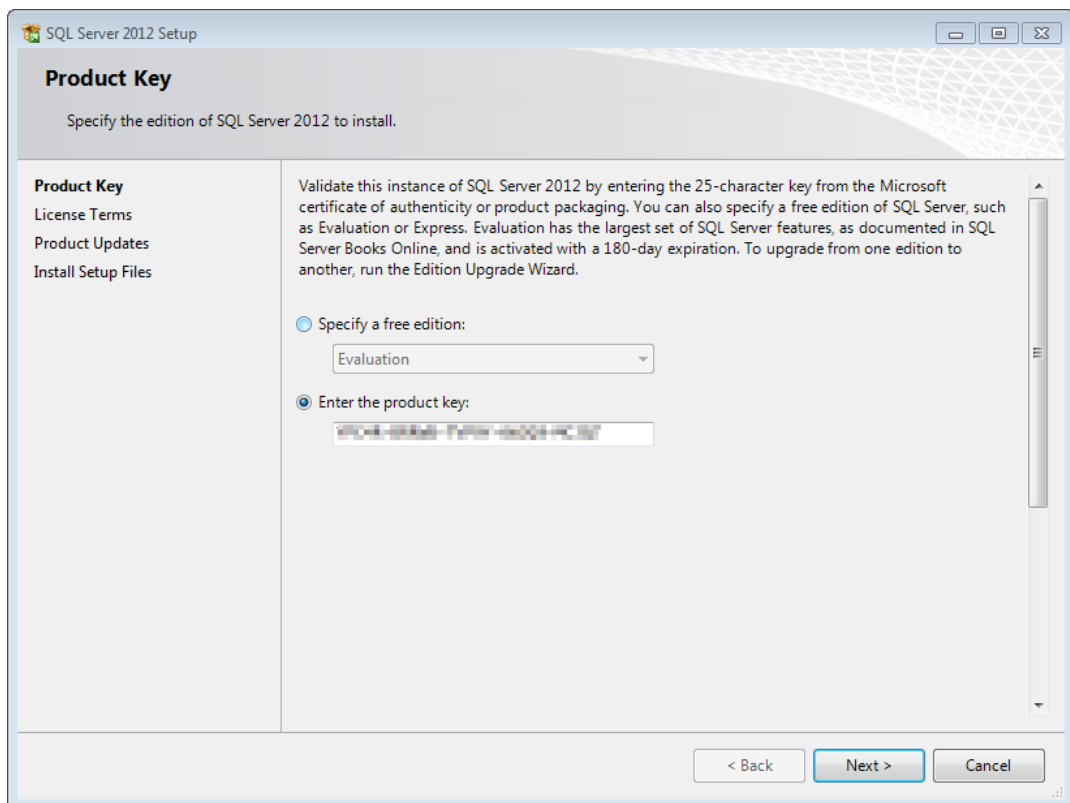 SQL Server 2012 Setup
Product Key
Specify the edition of SQL Server 2012 to install.
Product Key
License Terms
Product Updates
Install Setup Files
Validate this instance of SQL Server 2012 by entering the 25-character key from the Microsoft
certificate of authenticity or product packaging. You can also specify a free edition of SQL Server, such
as Evaluation or Express. Evaluation has the largest set of SQL Server features, as documented in SQL
Server Books Online, and is activated with a 180-day expiration. To upgrade from one edition to
another, run the Edition Upgrade Wizard.
Specify a free edition:
Evaluation
Enter the product key:
< Back
Next >
Cancel